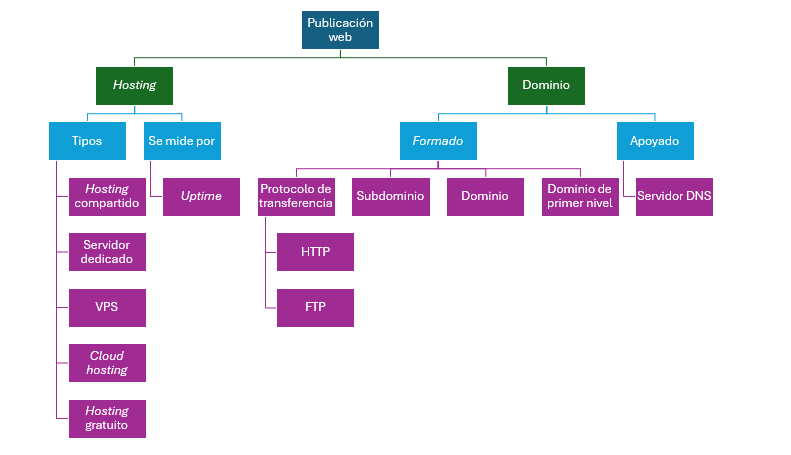 Publicación
web
Hosting
Dominio
Tipos
Se mide por
Formado
Apoyado
Hosting
compartido
Uptime
Protocolo de
transferencia
Subdominio
Dominio
Dominio de
primer nivel
Servidor DNS
Servidor
dedicado
HTTP
VPS
FTP
Cloud
hosting
Hosting
gratuito